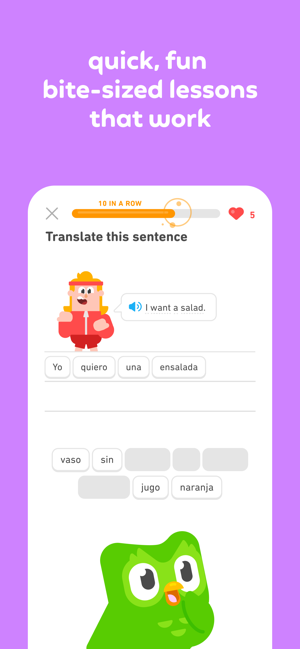 quick, fun
bite-sized lessons
that work
10 IN A ROW
5
Translate this sentence
I want a salad.
Yo quiero una ensalada
vaso sin
jugo naranja